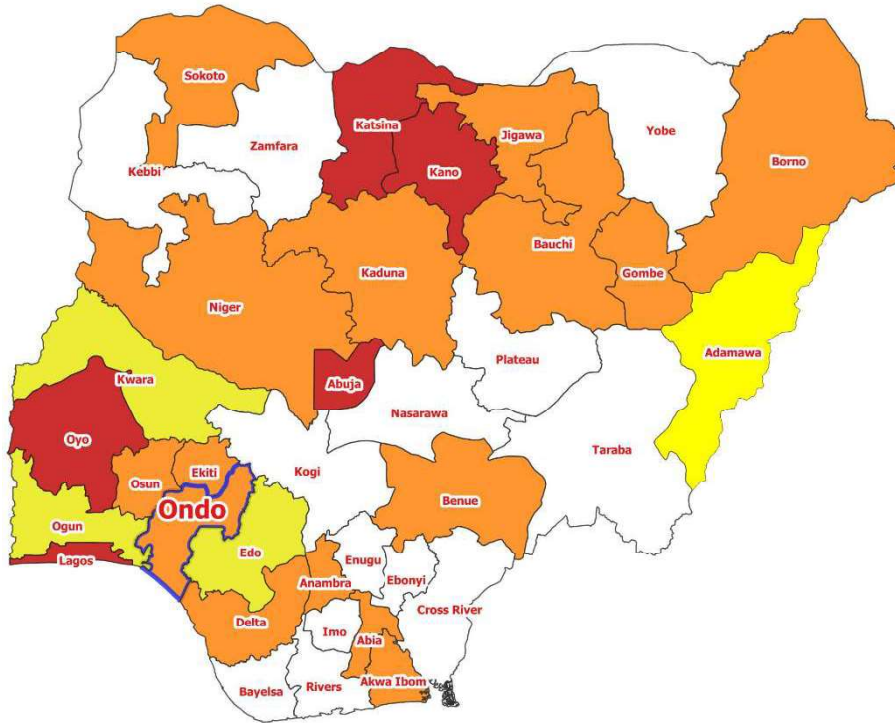 Sokoto
Katsina
Jigawa
Yobe
Zamfara
Kano
Borno
Kebbi
Bauchi
Kaduna
Gombe
Niger
Adamawa
Plateau
Kwara
Abuja
Nasarawa
Oyo
Taraba
Kogi
Ekiti
Osun
Benue
Ondo
Ogun
Edo
Lagos
Enugu
Anambra
Ebonyi
Cross River
Delta
Imo
Abia
Akwa Ibom
Bayelsa
Rivers